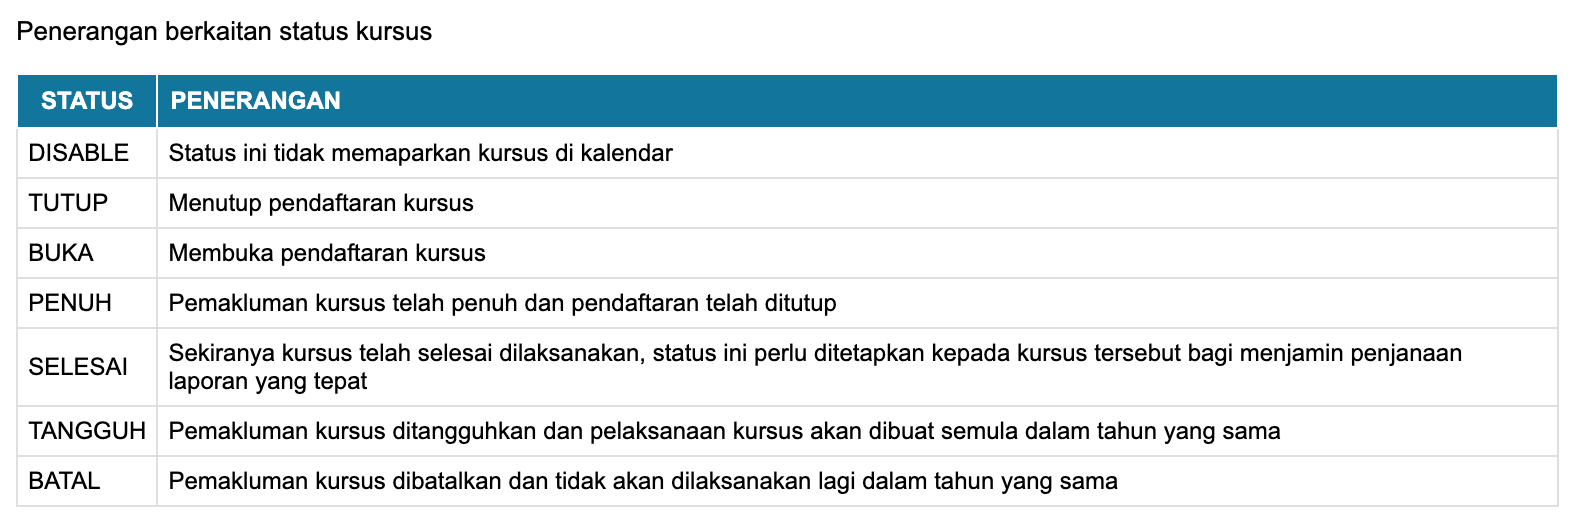 Penerangan berkaitan status kursus
STATUS PENERANGAN
DISABLE Status ini tidak memaparkan kursus di kalendar
TUTUP Menutup pendaftaran kursus
BUKA Membuka pendaftaran kursus
PENUH Pemakluman kursus telah penuh dan pendaftaran telah ditutup
SELESAI Sekiranya kursus telah selesai dilaksanakan, status ini perlu ditetapkan kepada kursus tersebut bagi menjamin penjanaan
laporan yang tepat
TANGGUH Pemakluman kursus ditangguhkan dan pelaksanaan kursus akan dibuat semula dalam tahun yang sama
BATAL Pemakluman kursus dibatalkan dan tidak akan dilaksanakan lagi dalam tahun yang sama